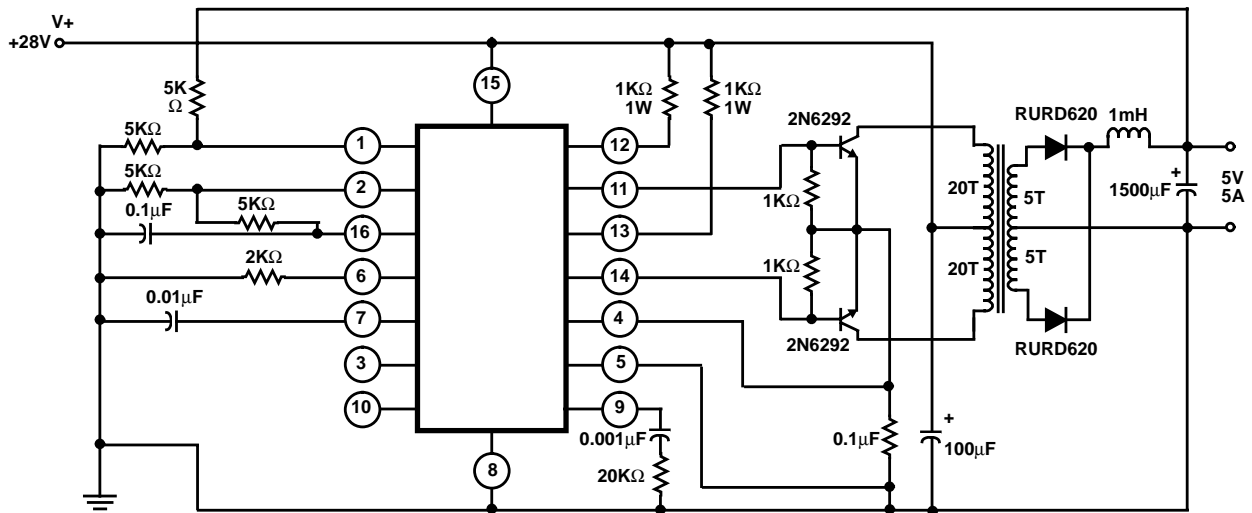 V+
+28V
5K
Ω
15
1KΩ
1W
1KΩ
1W
2N6292
RURD620
1mH
5KΩ
1
12
5KΩ
2
11
20T
5T
1500μF
+
5V
5A
0.1μF
5KΩ
16
13
1KΩ
2KΩ
6
14
1KΩ
20T
5T
0.01μF
7
4
2N6292
RURD620
3
5
10
9
0.001μF
0.1μF
+
100μF
8
20KΩ